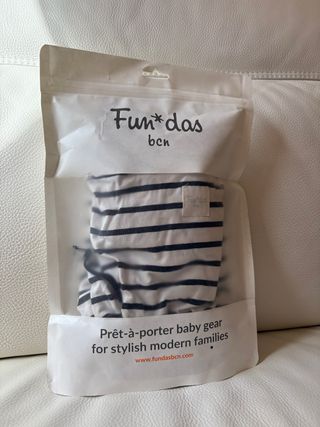 Fun*das
bcn
Prêt-à-porter baby gear
for stylish modern families
www.fundasbcn.com